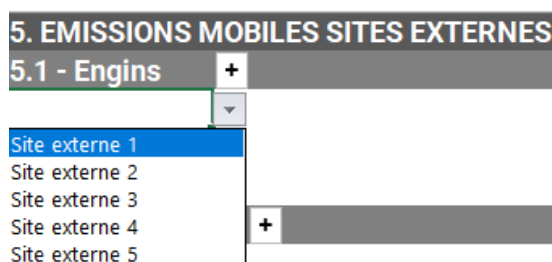 5. EMISSIONS MOBILES SITES EXTERNES
5.1 - Engins +
Site externe 1
Site externe 2
Site externe 3
Site externe 4 +
Site externe 5